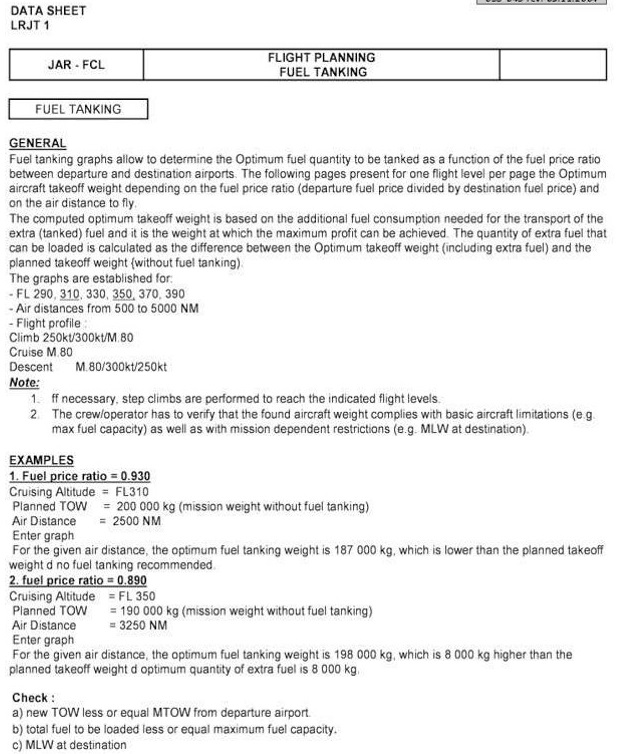 DATA SHEET
LRJT 1
JAR - FCL
FLIGHT PLANNING
FUEL TANKING
FUEL TANKING
GENERAL
Fuel tanking graphs allow to determine the Optimum fuel quantity to be tanked as a function of the fuel price ratio
between departure and destination airports. The following pages present for one flight level per page the Optimum
aircraft takeoff weight depending on the fuel price ratio (departure fuel price divided by destination fuel price) and
on the air distance to fly.
The computed optimum takeoff weight is based on the additional fuel consumption needed for the transport of the
extra (tanked) fuel and it is the weight at which the maximum profit can be achieved. The quantity of extra fuel that
can be loaded is calculated as the difference between the Optimum takeoff weight (including extra fuel) and the
planned takeoff weight {without fuel tanking).
The graphs are established for:
- FL 290, 310, 330, 350, 370, 390
- Air distances from 500 to 5000 NM
- Flight profile :
Climb 250kt/300kt/M.80
Cruise M.80
Descent M.80/300kt/250kt
Note:
1. ff necessary, step climbs are performed to reach the indicated flight levels.
2. The crew/operator has to verify that the found aircraft weight complies with basic aircraft limitations (e.g.
max fuel capacity) as well as with mission dependent restrictions (e.g. MLW at destination).
EXAMPLES
1. Fuel price ratio = 0.930
Cruising Altitude = FL310
Planned TOW = 200 000 kg (mission weight without fuel tanking)
Air Distance = 2500 NM
Enter graph
For the given air distance, the optimum fuel tanking weight is 187 000 kg, which is lower than the planned takeoff
weight d no fuel tanking recommended.
2. fuel price ratio = 0.890
Cruising Altitude = FL 350
Planned TOW = 190 000 kg (mission weight without fuel tanking)
Air Distance = 3250 NM
Enter graph
For the given air distance, the optimum fuel tanking weight is 198 000 kg, which is 8 000 kg higher than the
planned takeoff weight d optimum quantity of extra fuel is 8 000 kg.
Check :
a) new TOW less or equal MTOW from departure airport.
b) total fuel to be loaded less or equal maximum fuel capacity.
c) MLW at destination